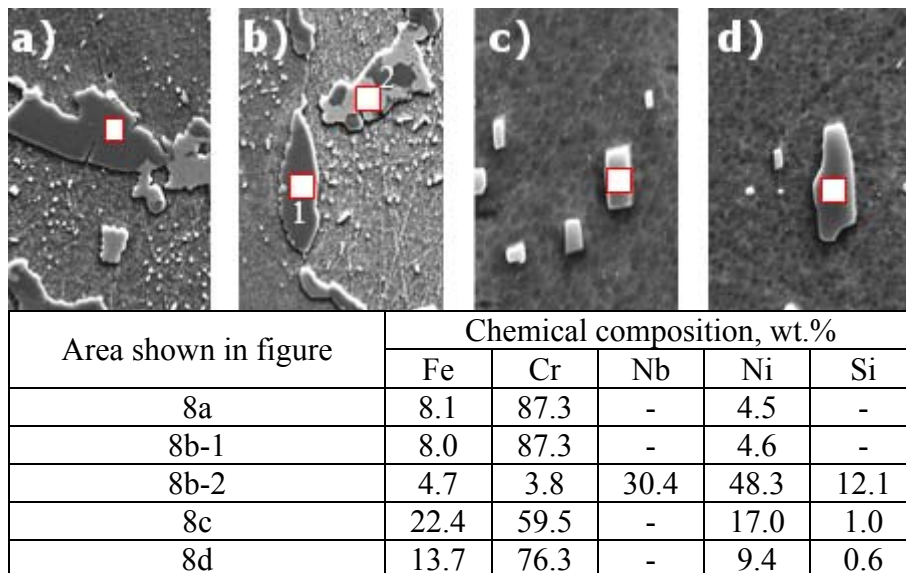 a) b) c) d)
2
1
Area shown in figure Chemical composition, wt.%
Fe Cr Nb Ni Si
8a 8.1 87.3 - 4.5 -
8b-1 8.0 87.3 - 4.6 -
8b-2 4.7 3.8 30.4 48.3 12.1
8c 22.4 59.5 - 17.0 1.0
8d 13.7 76.3 - 9.4 0.6